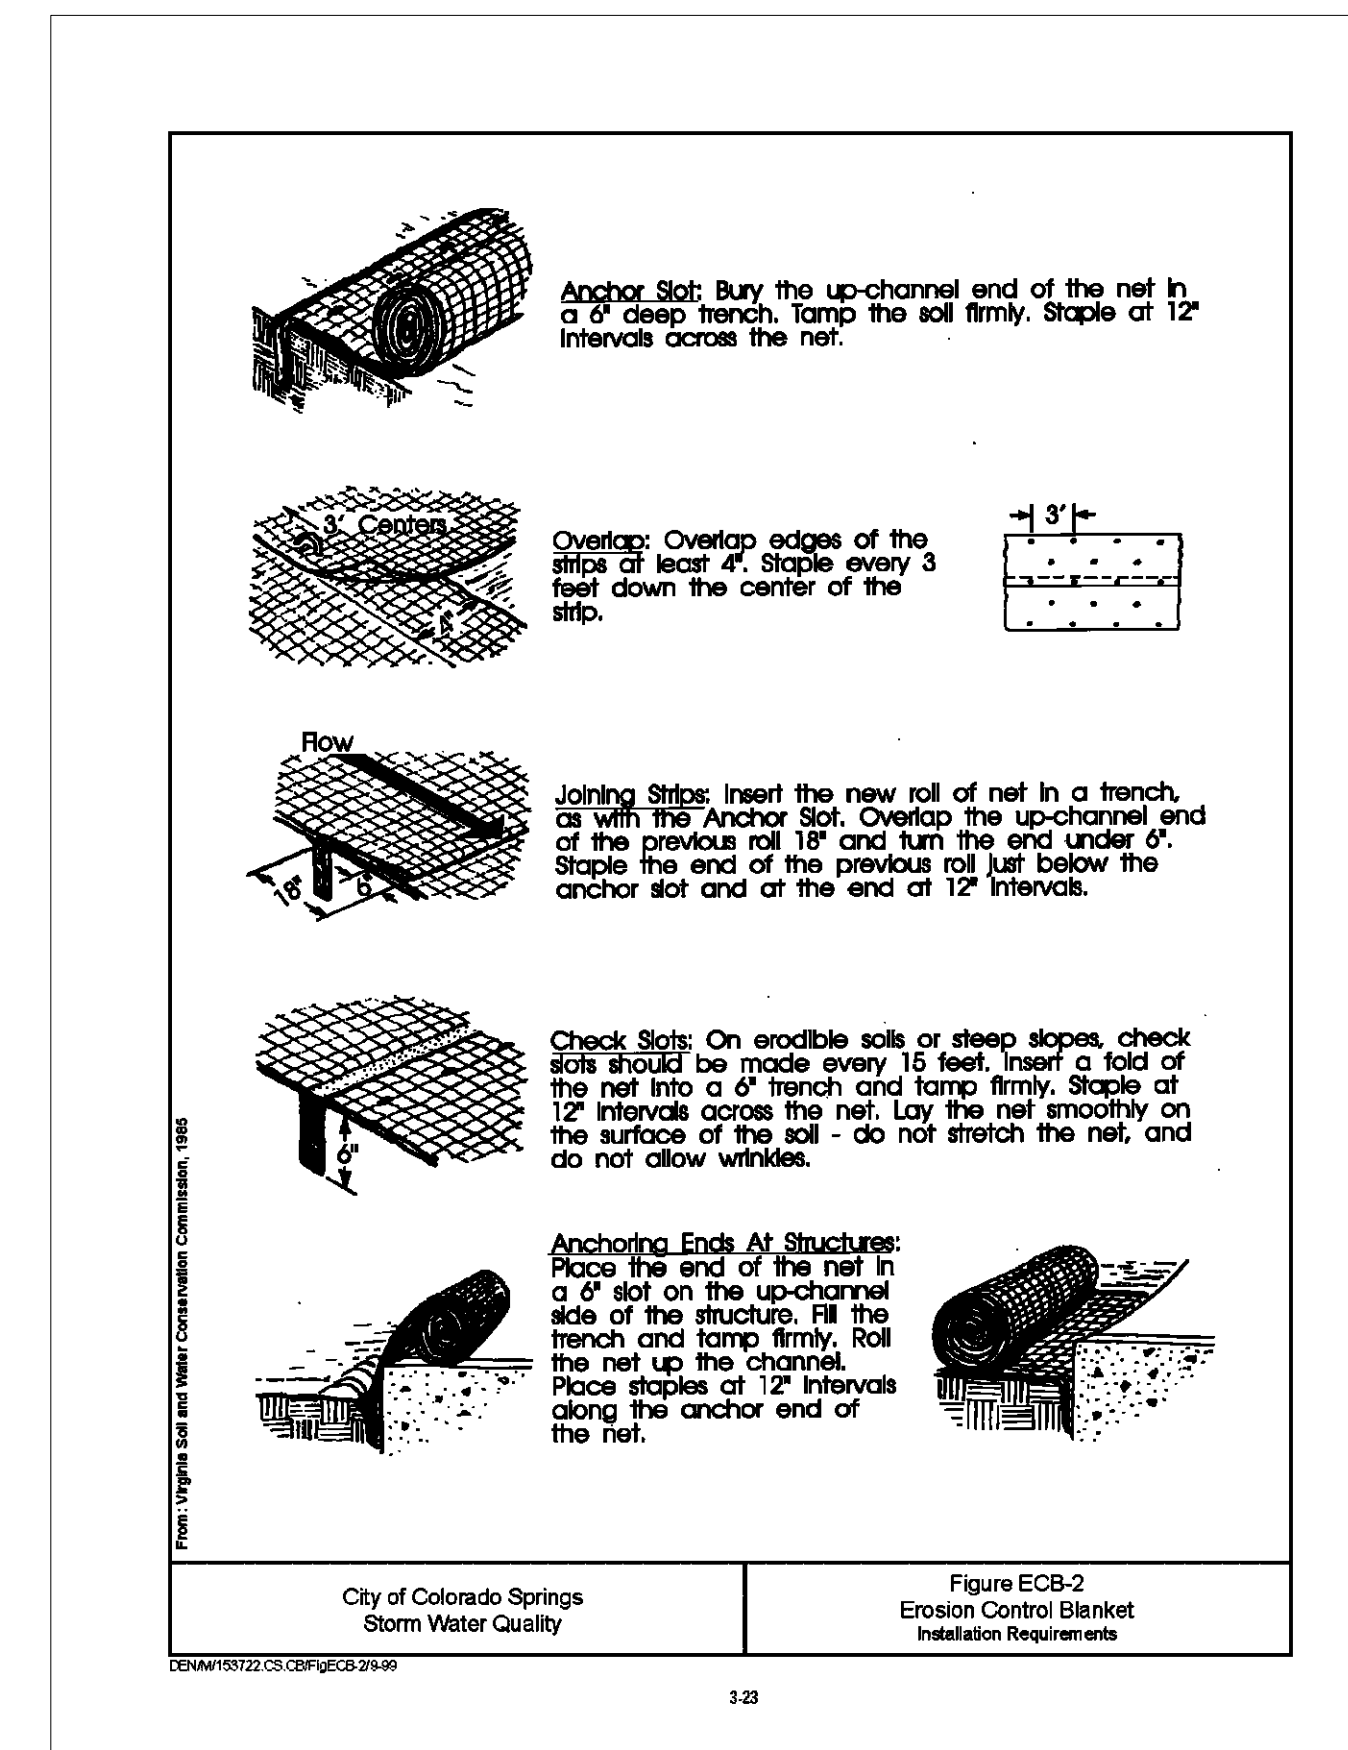 Anchor Slot: Bury the up-channel end of the net in
a 6" deep trench. Tamp the soil firmly. Staple at 12"
intervals across the net.
3' Centers
4"
Overlap: Overlap edges of the
strips at least 4". Staple every 3
feet down the center of the
strip.
3'
Flow
18"
6"
Joining Strips: Insert the new roll of net in a trench,
as with the Anchor Slot. Overlap the up-channel end
of the previous roll 18" and turn the end under 6".
Staple the end of the previous roll just below the
anchor slot and at the end at 12" intervals.
6"
Check Slots: On erodible soils or steep slopes, check
slots should be made every 15 feet. Insert a fold of
the net into a 6" trench and tamp firmly. Staple at
12" intervals across the net. Lay the net smoothly on
the surface of the soil - do not stretch the net, and
do not allow wrinkles.
Anchoring Ends At Structures:
Place the end of the net in
a 6" slot on the up-channel
side of the structure. Fill the
trench and tamp firmly. Roll
the net up the channel.
Place staples at 12" intervals
along the anchor end of
the net.
From: Virginia Soil and Water Conservation Commission, 1985
City of Colorado Springs
Storm Water Quality
Figure ECB-2
Erosion Control Blanket
Installation Requirements
DEN/M/153722.CS.CB/FigECB-2/9-99
3-23